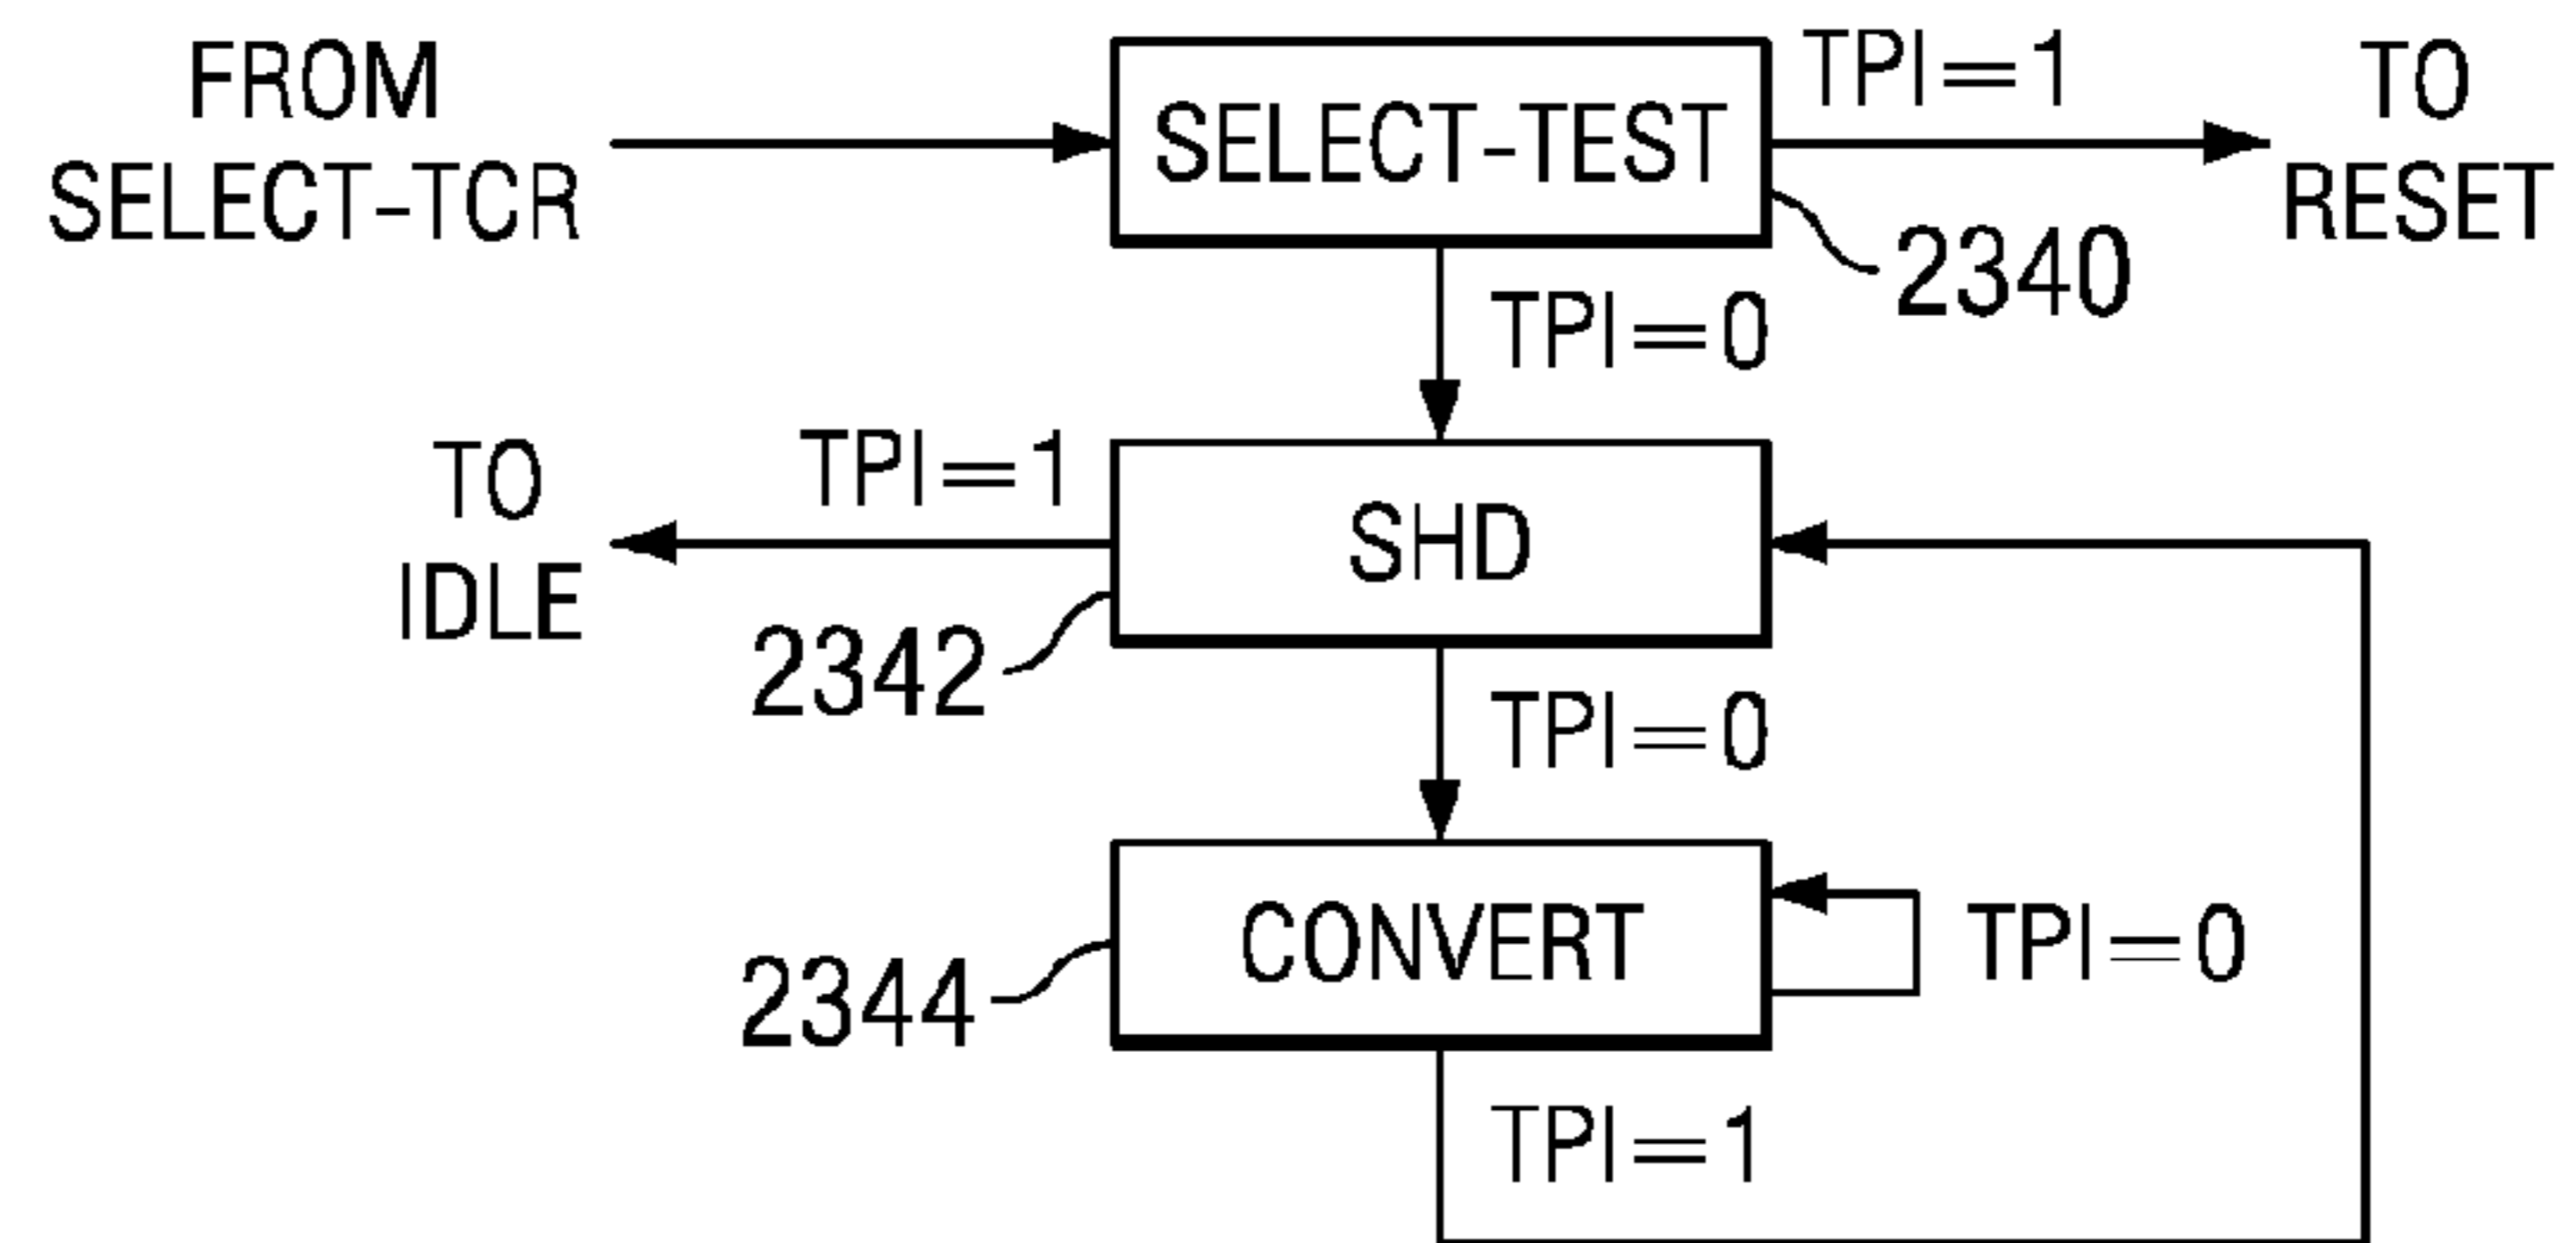 FROM
SELECT-TCR
SELECT-TEST
TPI=1
TO
RESET
2340
TPI=0
TO
IDLE
TPI=1
SHD
2342
TPI=0
CONVERT
TPI=0
2344
TPI=1